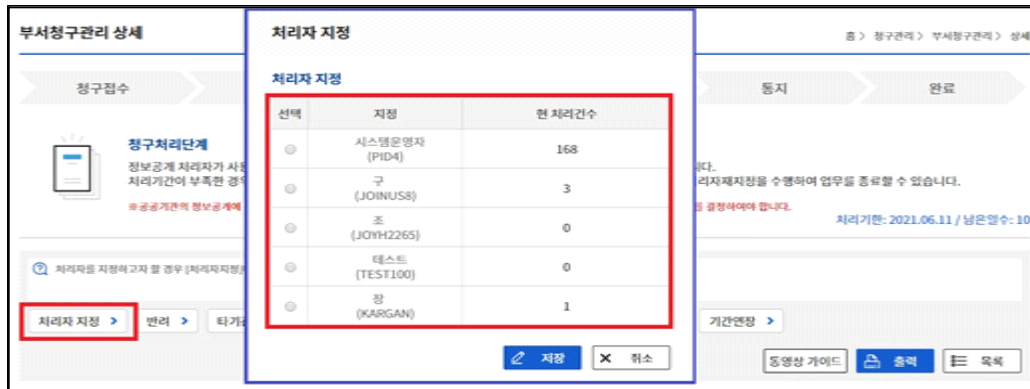 부서청구관리 상세
홈 > 청구관리 > 부서청구관리 > 상세
청구접수
통지
완료
청구처리단계
정보공개 처리자가 사용
니다.
처리기간이 부족한 경우
리자재지정을 수행하여 업무를 종료할 수 있습니다.
※공공기관의 정보공개에
를 결정하여야 합니다.
처리기한: 2021.06.11 / 남은일수: 10
처리자를 지정하고자 할 경우 [처리자지정]
처리자 지정 >
반려 >
타기관
기간연장 >
동영상 가이드
출력
목록
처리자 지정
처리자 지정
선택 지정 현 처리건수
시스템운영자
(PID4)
168
구
(JOINUS8)
3
조
(JOYH2265)
0
테스트
(TEST100)
0
장
(KARGAN)
1
저장
취소